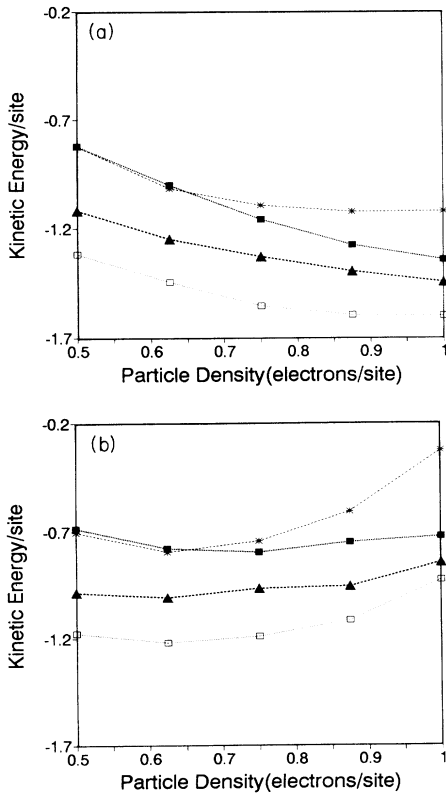 (a)
Kinetic Energy/site
-0.2
-0.7
-1.2
-1.7
0.5 0.6 0.7 0.8 0.9 1
Particle Density(electrons/site)
(b)
Kinetic Energy/site
-0.2
-0.7
-1.2
-1.7
0.5 0.6 0.7 0.8 0.9 1
Particle Density(electrons/site)